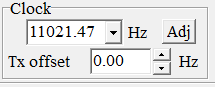 Clock
11021.47 Hz Adj
Tx offset 0.00 Hz